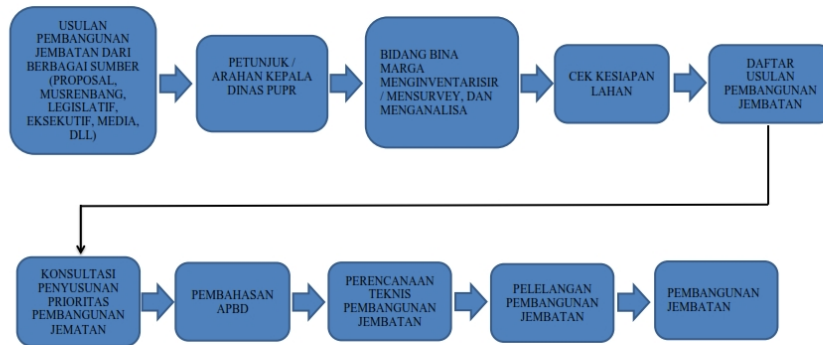 USULAN
PEMBANGUNAN
JEMBATAN DARI
BERBAGAI SUMBER
(PROPOSAL,
MUSRENBANG,
LEGISLATIF,
EKSEKUTIF, MEDIA,
DLL)
PETUNJUK /
ARAHAN KEPALA
DINAS PUPR
BIDANG BINA
MARGA
MENGINVENTARISIR
/ MENSURVEY, DAN
MENGANALISA
CEK KESIAPAN
LAHAN
DAFTAR
USULAN
PEMBANGUNAN
JEMBATAN
KONSULTASI
PENYUSUNAN
PRIORITAS
PEMBANGUNAN
JEMATAN
PEMBAHASAN
APBD
PERENCANAAN
TEKNIS
PEMBANGUNAN
JEMBATAN
PELELANGAN
PEMBANGUNAN
JEMBATAN
PEMBANGUNAN
JEMBATAN